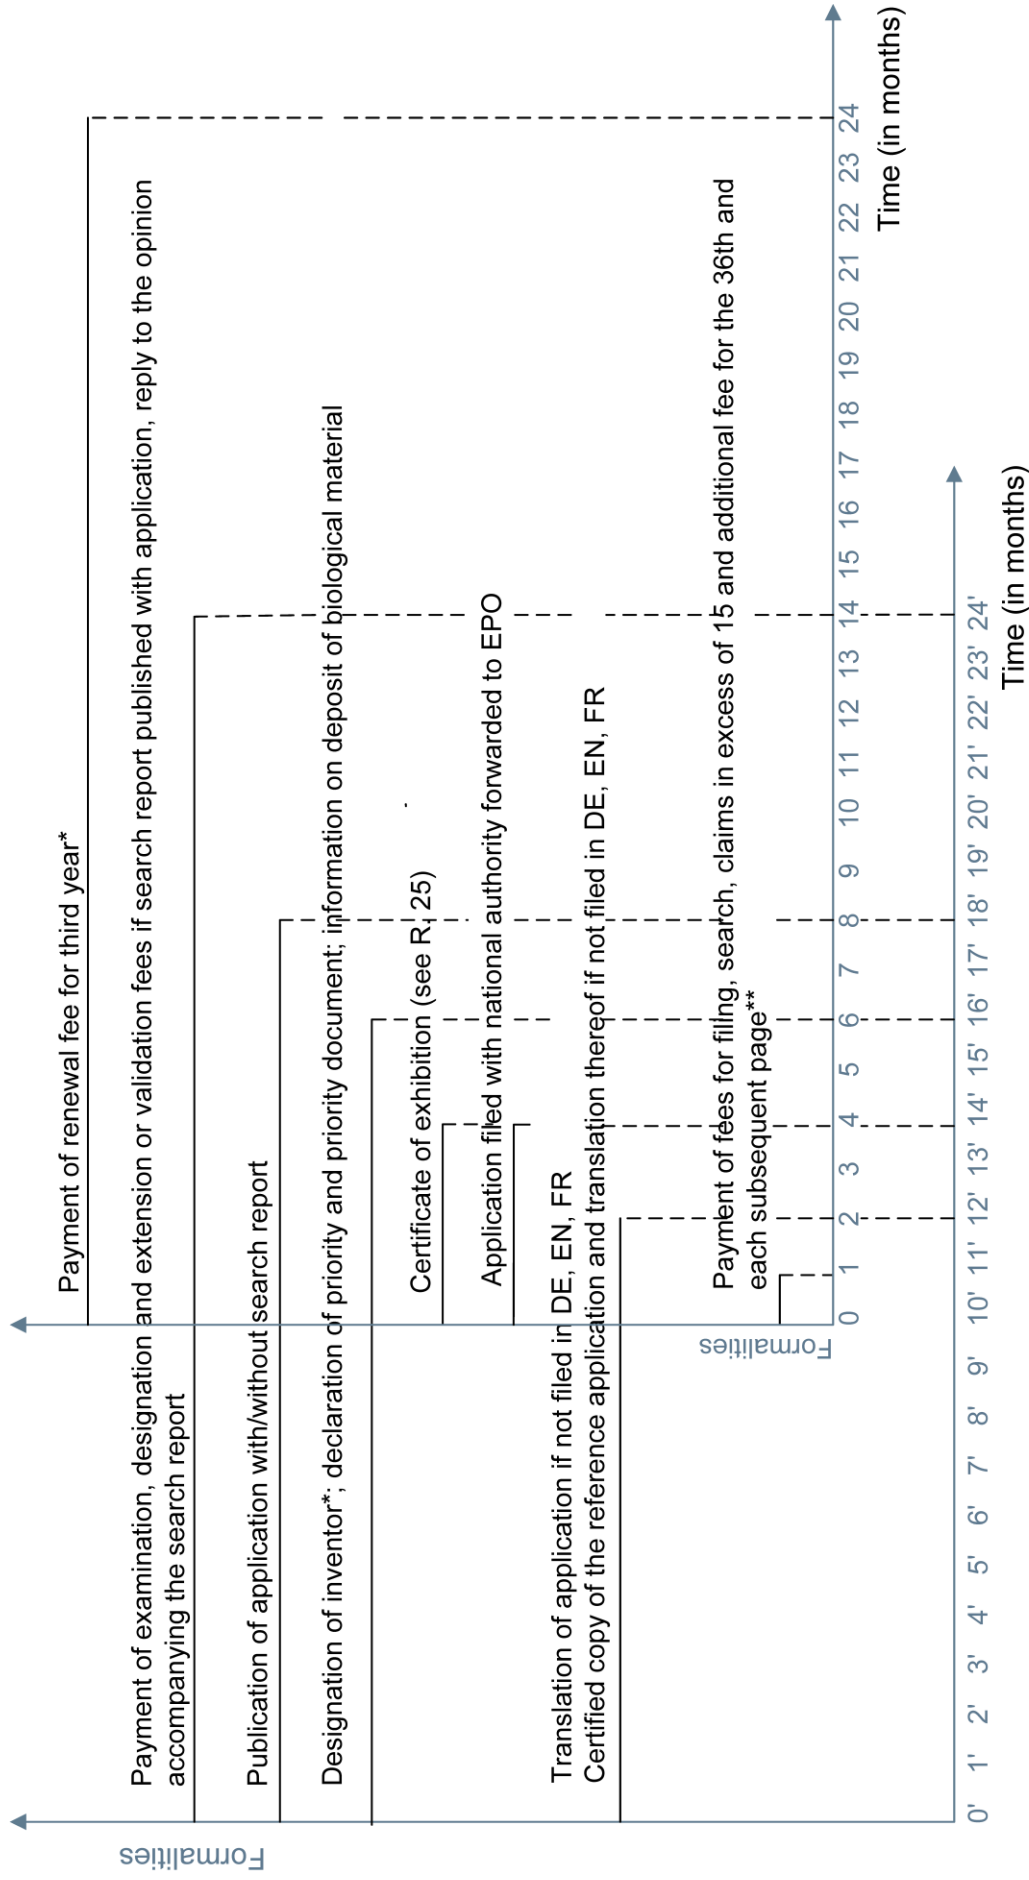 Payment of renewal fee for third year*
Payment of examination, designation and extension or validation fees if search report published with application, reply to the opinion
accompanying the search report
Publication of application with/without search report
Designation of inventor*; declaration of priority and priority document; information on deposit of biological material
Certificate of exhibition (see R. 25)
Application filed with national authority forwarded to EPO
Translation of application if not filed in DE, EN, FR
Certified copy of the reference application and translation thereof if not filed in DE, EN, FR
Payment of fees for filing, search, claims in excess of 15 and additional fee for the 36th and
each subsequent page**
Formalities
Formalities
0 1 2 3 4 5 6 7 8 9 10 11 12 13 14 15 16 17 18 19 20 21 22 23 24
Time (in months)
0' 1' 2' 3' 4' 5' 6' 7' 8' 9' 10' 11' 12' 13' 14' 15' 16' 17' 18' 19' 20' 21' 22' 23' 24'
Time (in months)